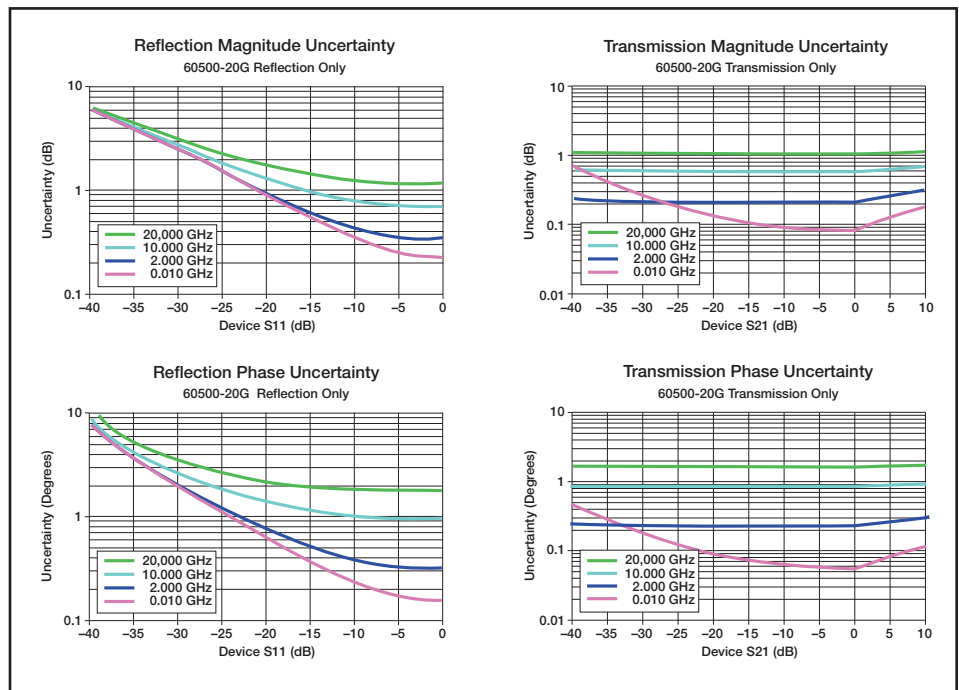 Reflection Magnitude Uncertainty
60500-20G Reflection Only
Uncertainty (dB)
10
1
0.1
20,000 GHz
10.000 GHz
2.000 GHz
0.010 GHz
–40 –35 –30 –25 –20 –15 –10 –5 0
Device S11 (dB)
Transmission Magnitude Uncertainty
60500-20G Transmission Only
Uncertainty (dB)
10
1
0.1
0.01
20,000 GHz
10.000 GHz
2.000 GHz
0.010 GHz
–40 –35 –30 –25 –20 –15 –10 –5 0 5 10
Device S21 (dB)
Reflection Phase Uncertainty
60500-20G Reflection Only
Uncertainty (Degrees)
10
1
0.1
20,000 GHz
10.000 GHz
2.000 GHz
0.010 GHz
–40 –35 –30 –25 –20 –15 –10 –5 0
Device S11 (dB)
Transmission Phase Uncertainty
60500-20G Transmission Only
Uncertainty (Degrees)
10
1
0.1
0.01
20,000 GHz
10.000 GHz
2.000 GHz
0.010 GHz
–40 –35 –30 –25 –20 –15 –10 –5 0 5 10
Device S21 (dB)